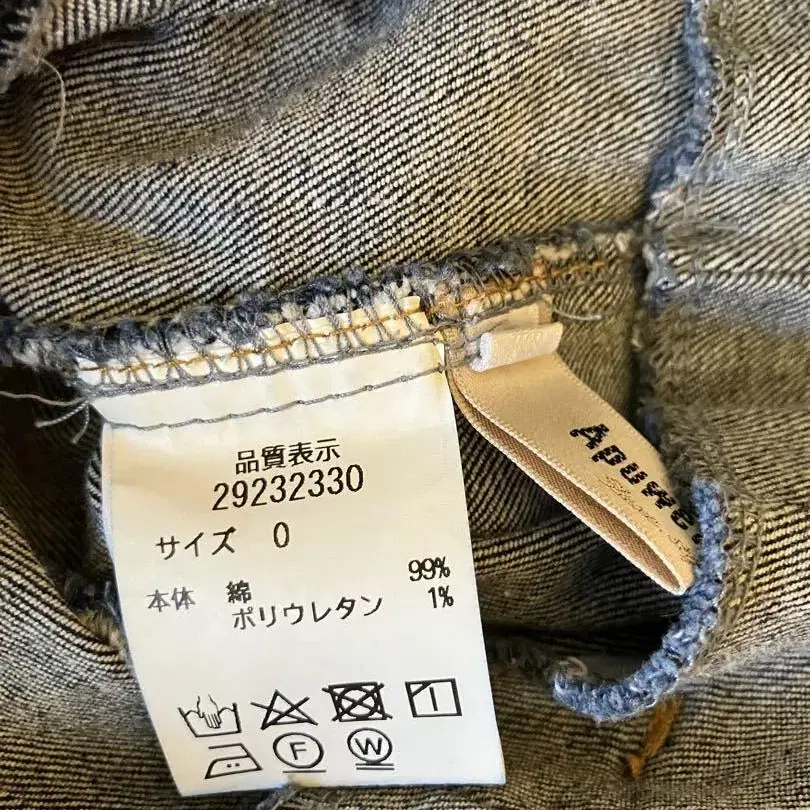 品質表示
29232330
サイズ 0
本体 綿 99%
ポリウレタン 1%
F W
Apuwe